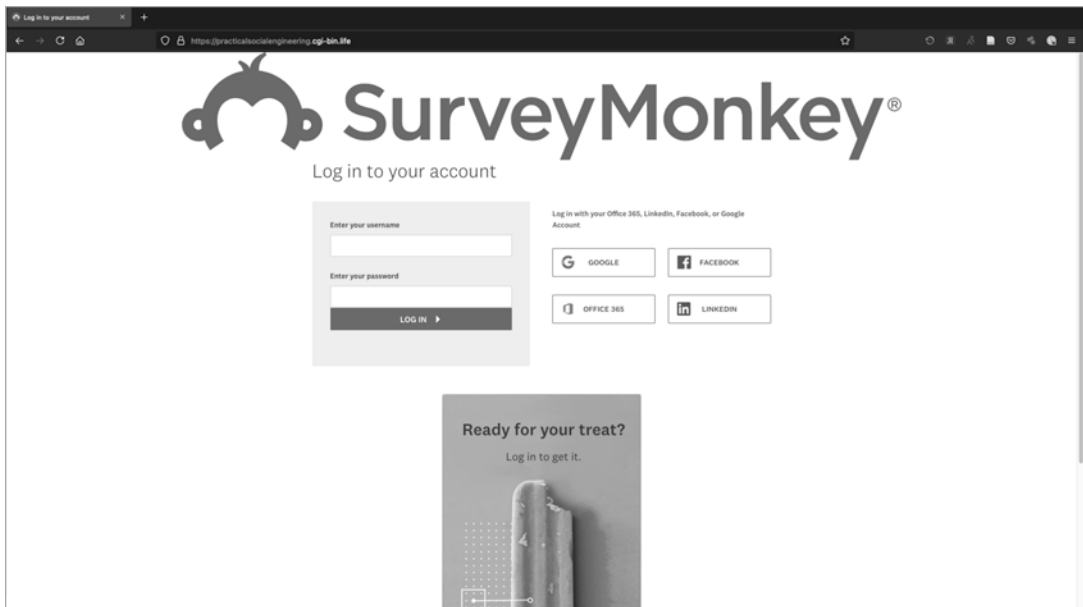 Log in to your account
https://practicalsocialengineering.cgi-bin.life
SurveyMonkey®
Log in to your account
Enter your username
Enter your password
LOG IN
Log in with your Office 365, LinkedIn, Facebook, or Google
Account
GOOGLE
FACEBOOK
OFFICE 365
LINKEDIN
Ready for your treat?
Log in to get it.